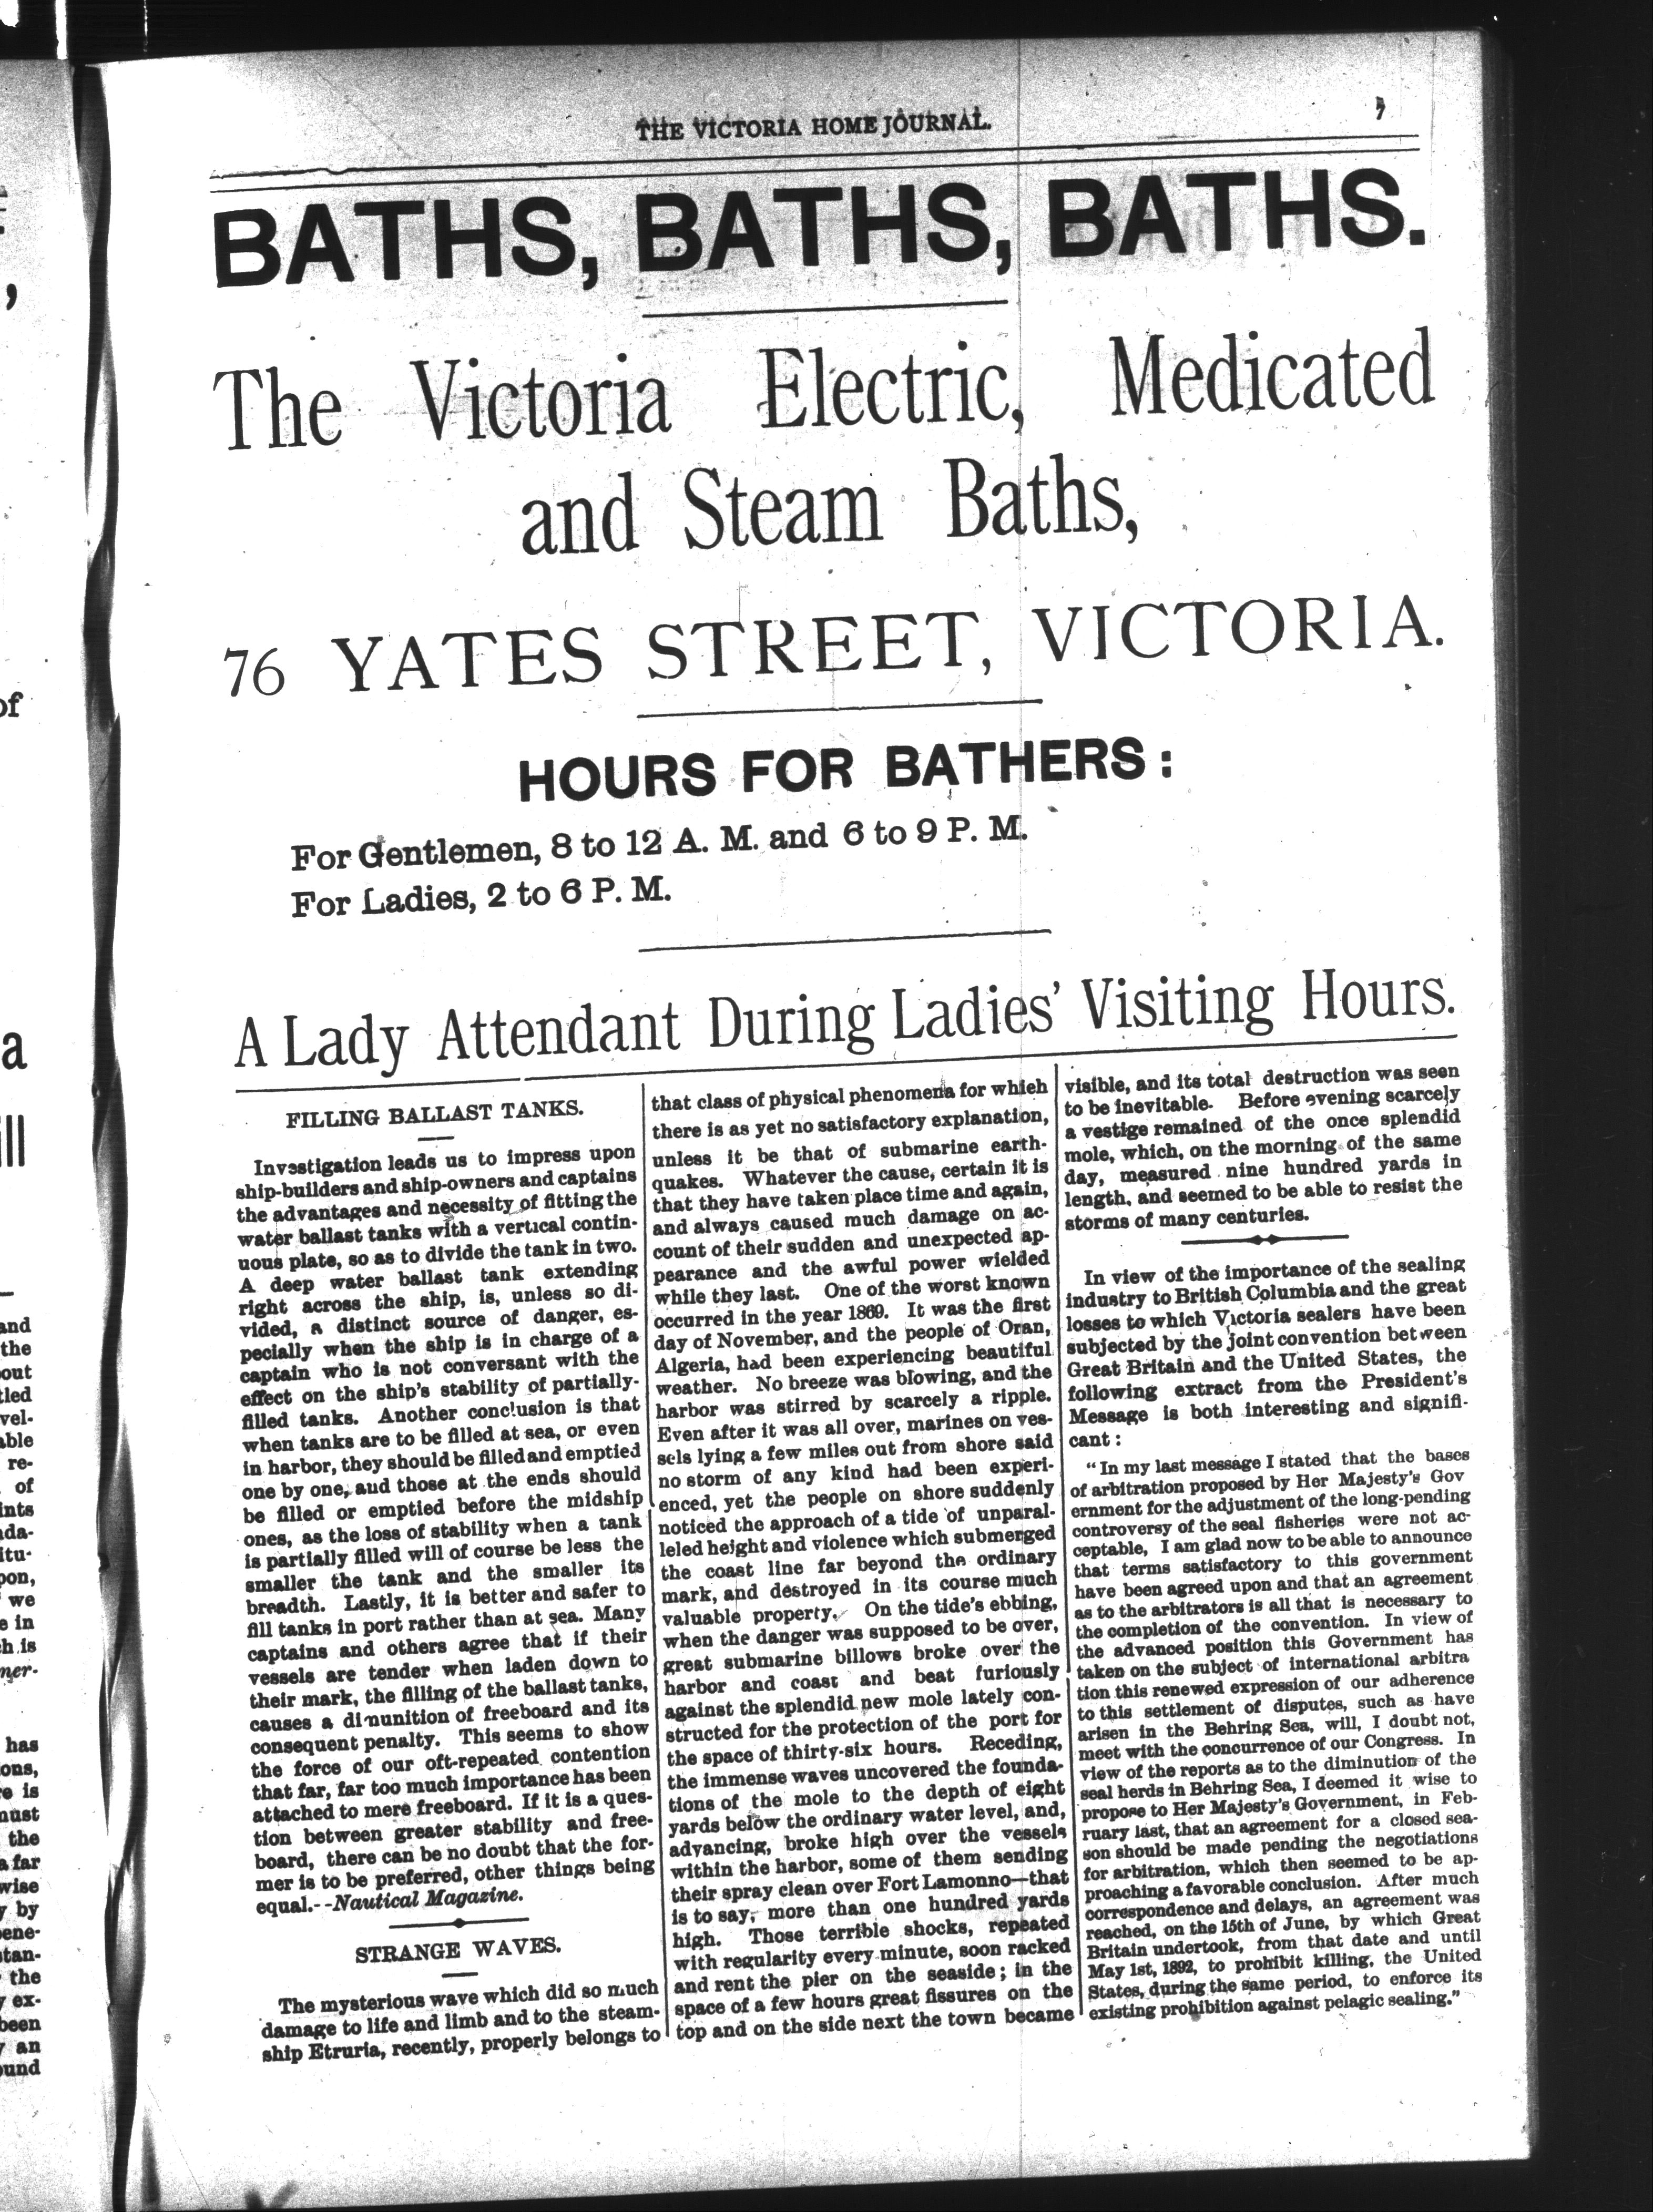 THE VICTORIA HOME JOURNAL.
7
BATHS, BATHS, BATHS.
The Victoria Electric, Medicated
and Steam Baths,
76 YATES STREET, VICTORIA.
HOURS FOR BATHERS:
For Gentlemen, 8 to 12 A. M. and 6 to 9 P. M.
For Ladies, 2 to 6 P. M.
A Lady Attendant During Ladies' Visiting Hours.
FILLING BALLAST TANKS.
Investigation leads us to impress upon
ship-builders and ship-owners and captains
the advantages and necessity of fitting the
water ballast tanks with a vertical contin-
uous plate, so as to divide the tank in two.
A deep water ballast tank extending
right across the ship, is, unless so di-
vided, a distinct source of danger, es-
pecially when the ship is in charge of a
captain who is not conversant with the
effect on the ship's stability of partially-
filled tanks. Another conclusion is that
when tanks are to be filled at sea, or even
in harbor, they should be filled and emptied
one by one, aud those at the ends should
be filled or emptied before the midship
ones, as the loss of stability when a tank
is partially filled will of course be less the
smaller the tank and the smaller its
breadth. Lastly, it is better and safer to
fill tanks in port rather than at sea. Many
captains and others agree that if their
vessels are tender when laden down to
their mark, the filling of the ballast tanks,
causes a dimunition of freeboard and its
consequent penalty. This seems to show
the force of our oft-repeated contention
that far, far too much importance has been
attached to mere freeboard. If it is a ques-
tion between greater stability and free-
board, there can be no doubt that the for-
mer is to be preferred, other things being
equal.--Nautical Magazine.
STRANGE WAVES.
The mysterious wave which did so much
damage to life and limb and to the steam-
ship Etruria, recently, properly belongs to
that class of physical phenomena for which
there is as yet no satisfactory explanation,
unless it be that of submarine earth-
quakes. Whatever the cause, certain it is
that they have taken place time and again,
and always caused much damage on ac-
count of their sudden and unexpected ap-
pearance and the awful power wielded
while they last. One of the worst known
occurred in the year 1869. It was the first
day of November, and the people of Oran,
Algeria, had been experiencing beautiful
weather. No breeze was blowing, and the
harbor was stirred by scarcely a ripple.
Even after it was all over, marines on ves-
sels lying a few miles out from shore said
no storm of any kind had been experi-
enced, yet the people on shore suddenly
noticed the approach of a tide of unparal-
leled height and violence which submerged
the coast line far beyond the ordinary
mark, and destroyed in its course much
valuable property. On the tide's ebbing,
when the danger was supposed to be over,
great submarine billows broke over the
harbor and coast and beat furiously
against the splendid new mole lately con-
structed for the protection of the port for
the space of thirty-six hours. Receding,
the immense waves uncovered the founda-
tions of the mole to the depth of eight
yards below the ordinary water level, and,
advancing, broke high over the vessels
within the harbor, some of them sending
their spray clean over Fort Lamonno—that
is to say, more than one hundred yards
high. Those terrible shocks, repeated
with regularity every minute, soon racked
and rent the pier on the seaside; in the
space of a few hours great fissures on the
top and on the side next the town became
visible, and its total destruction was seen
to be inevitable. Before evening scarcely
a vestige remained of the once splendid
mole, which, on the morning of the same
day, measured nine hundred yards in
length, and seemed to be able to resist the
storms of many centuries.
In view of the importance of the sealing
industry to British Columbia and the great
losses to which Victoria sealers have been
subjected by the joint convention between
Great Britain and the United States, the
following extract from the President's
Message is both interesting and signifi-
cant:
"In my last message I stated that the bases
of arbitration proposed by Her Majesty's Gov
ernment for the adjustment of the long-pending
controversy of the seal fisheries were not ac-
ceptable, I am glad now to be able to announce
that terms satisfactory to this government
have been agreed upon and that an agreement
as to the arbitrators is all that is necessary to
the completion of the convention. In view of
the advanced position this Government has
taken on the subject of international arbitra
tion this renewed expression of our adherence
to this settlement of disputes, such as have
arisen in the Behring Sea, will, I doubt not,
meet with the concurrence of our Congress. In
view of the reports as to the diminution of the
seal herds in Behring Sea, I deemed it wise to
propose to Her Majesty's Government, in Feb-
ruary last, that an agreement for a closed sea-
son should be made pending the negotiations
for arbitration, which then seemed to be ap-
proaching a favorable conclusion. After much
correspondence and delays, an agreement was
reached, on the 15th of June, by which Great
Britain undertook, from that date and until
May 1st, 1892, to prohibit killing, the United
States, during the same period, to enforce its
existing prohibition against pelagic sealing."